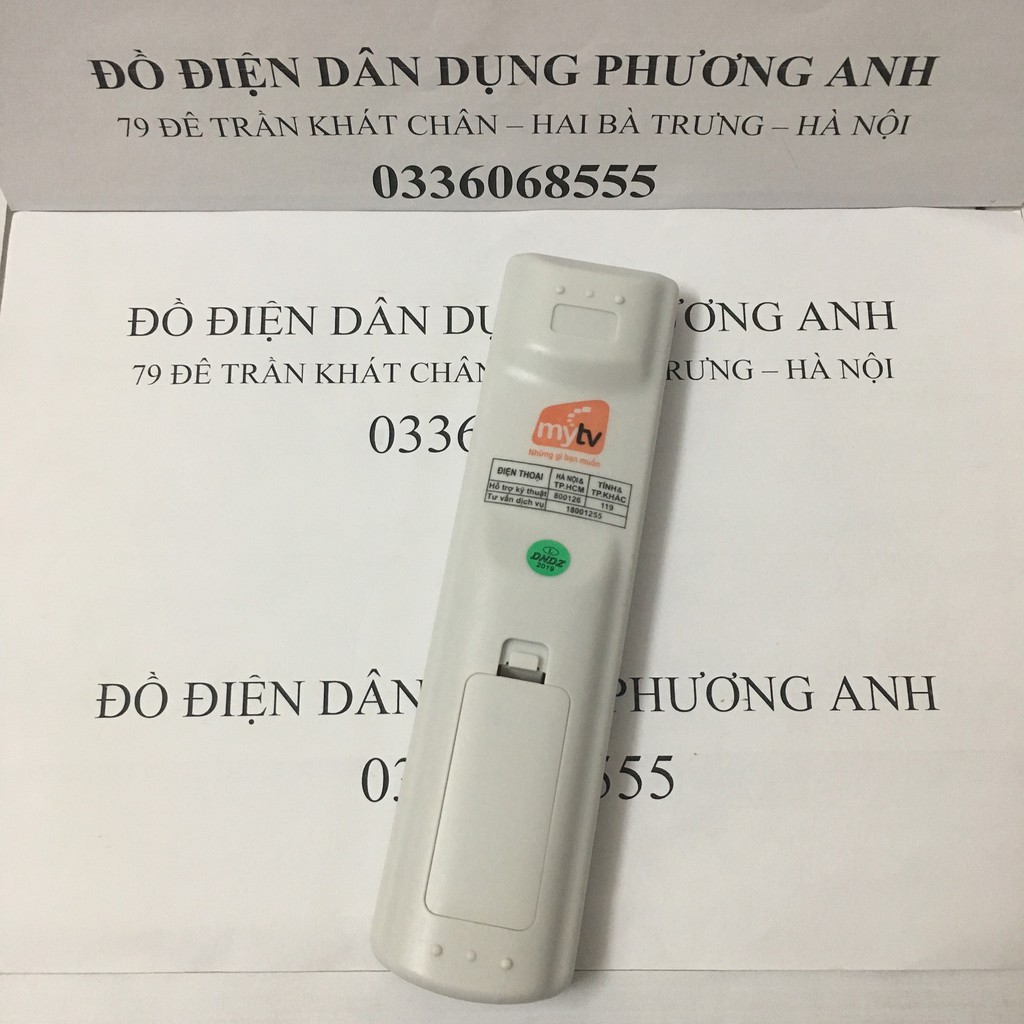 ĐỒ ĐIỆN DÂN DỤNG PHƯƠNG ANH
79 ĐÊ TRẦN KHÁT CHÂN – HAI BÀ TRƯNG – HÀ NỘI
0336068555
ĐỒ ĐIỆN DÂN DỤ ƯƠNG ANH
79 ĐÊ TRẦN KHÁT CHÂN RƯNG – HÀ NỘI
0336
mytv
Những gì bạn muốn
ĐIỆN THOẠI HÀ NỘI& TP.HCM TỈNH& TP.KHÁC
Hỗ trợ kỹ thuật 800126 119
Tư vấn dịch vụ 18001255
2019
ĐỒ ĐIỆN DÂN PHƯƠNG ANH
03 555